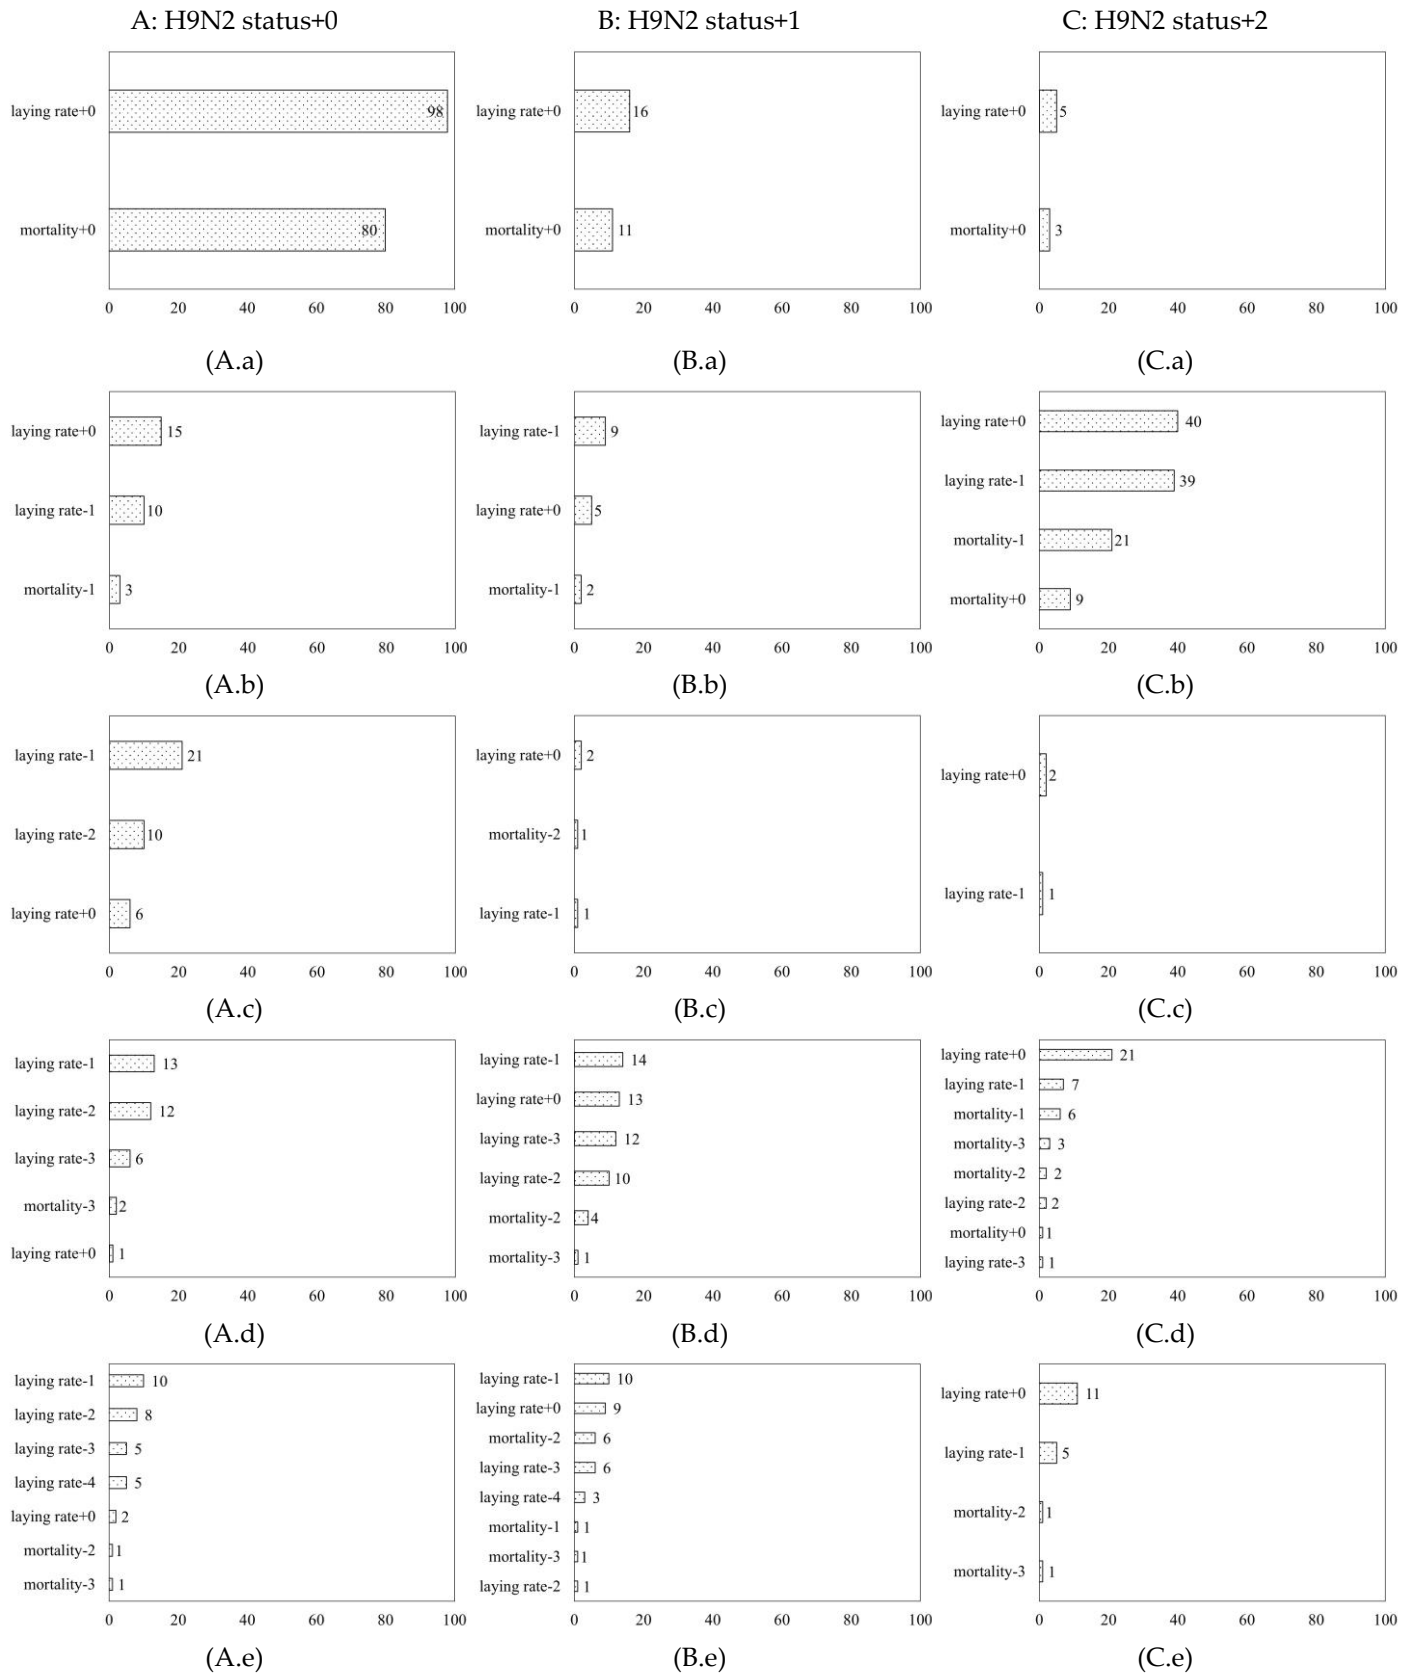 A: H9N2 status+0
B: H9N2 status+1
C: H9N2 status+2
laying rate+0 98
mortality+0 80
0 20 40 60 80 100
(A.a)
laying rate+0 16
mortality+0 11
0 20 40 60 80 100
(B.a)
laying rate+0 5
mortality+0 3
0 20 40 60 80 100
(C.a)
laying rate+0 15
laying rate-1 10
mortality-1 3
0 20 40 60 80 100
(A.b)
laying rate-1 9
laying rate+0 5
mortality-1 2
0 20 40 60 80 100
(B.b)
laying rate+0 40
laying rate-1 39
mortality-1 21
mortality+0 9
0 20 40 60 80 100
(C.b)
laying rate-1 21
laying rate-2 10
laying rate+0 6
0 20 40 60 80 100
(A.c)
laying rate+0 2
mortality-2 1
laying rate-1 1
0 20 40 60 80 100
(B.c)
laying rate+0 2
laying rate-1 1
0 20 40 60 80 100
(C.c)
laying rate-1 13
laying rate-2 12
laying rate-3 6
mortality-3 2
laying rate+0 1
0 20 40 60 80 100
(A.d)
laying rate-1 14
laying rate+0 13
laying rate-3 12
laying rate-2 10
mortality-2 4
mortality-3 1
0 20 40 60 80 100
(B.d)
laying rate+0 21
laying rate-1 7
mortality-1 6
mortality-3 3
mortality-2 2
laying rate-2 2
mortality+0 1
laying rate-3 1
0 20 40 60 80 100
(C.d)
laying rate-1 10
laying rate-2 8
laying rate-3 5
laying rate-4 5
laying rate+0 2
mortality-2 1
mortality-3 1
0 20 40 60 80 100
(A.e)
laying rate-1 10
laying rate+0 9
mortality-2 6
laying rate-3 6
laying rate-4 3
mortality-1 1
mortality-3 1
laying rate-2 1
0 20 40 60 80 100
(B.e)
laying rate+0 11
laying rate-1 5
mortality-2 1
mortality-3 1
0 20 40 60 80 100
(C.e)